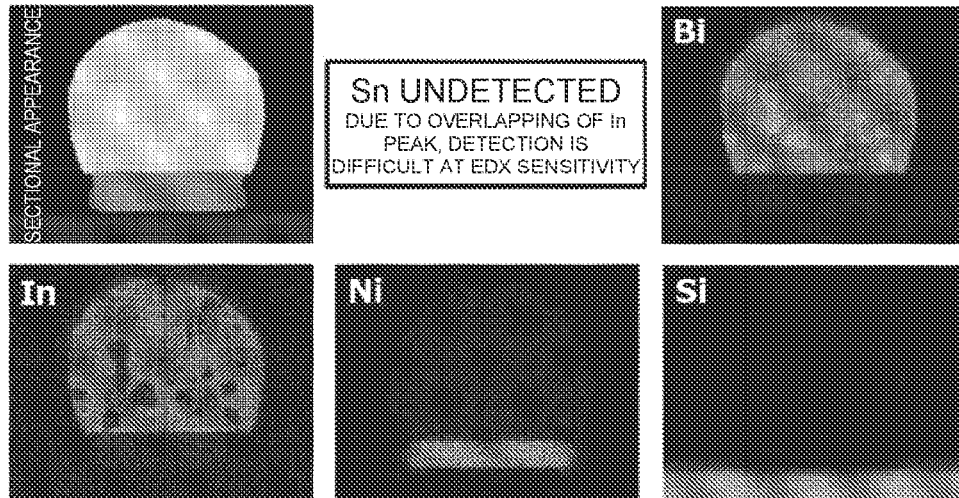 SECTIONAL APPEARANCE
Sn UNDETECTED
DUE TO OVERLAPPING OF In
PEAK, DETECTION IS
DIFFICULT AT EDX SENSITIVITY
Bi
In
Ni
Si